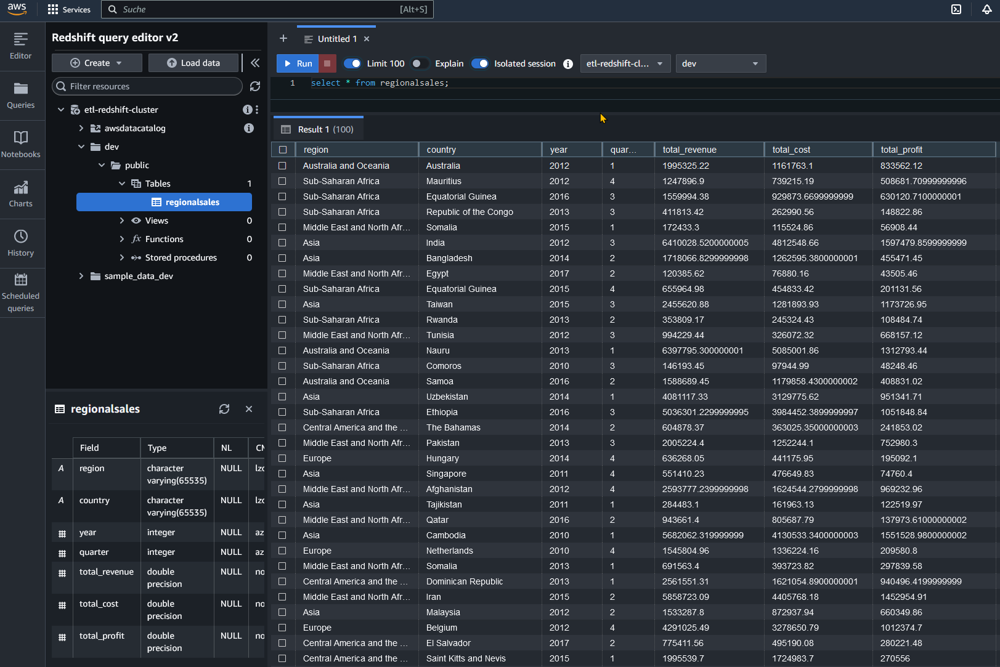 aws
Services
Suche
[Alt+S]
Editor
Queries
Notebooks
Charts
History
Scheduled
queries
Redshift query editor v2
Create
Load data
Filter resources
etl-redshift-cluster
awsdatacatalog
dev
public
Tables 1
regionalsales
Views 0
fx Functions 0
Stored procedures 0
sample_data_dev
regionalsales
Field Type NL
A region character varying(65535) NULL
A country character varying(65535) NULL
# year integer NULL az
# quarter integer NULL az
# total_revenue double precision NULL no
# total_cost double precision NULL no
# total_profit double precision NULL no
Untitled 1
Run Limit 100 Explain Isolated session etl-redshift-cl... dev
1 select * from regionalsales;
Result 1 (100)
region country year quar... total_revenue total_cost total_profit
Australia and Oceania Australia 2012 1 1995325.22 1161763.1 833562.12
Sub-Saharan Africa Mauritius 2012 4 1247896.9 739215.19 508681.70999999996
Sub-Saharan Africa Equatorial Guinea 2016 3 1559994.38 929873.6699999999 630120.7100000001
Sub-Saharan Africa Republic of the Congo 2013 3 411813.42 262990.56 148822.86
Middle East and North Afr... Somalia 2015 1 172433.3 115524.86 56908.44
Asia India 2012 3 6410028.5200000005 4812548.66 1597479.8599999999
Asia Bangladesh 2014 2 1718066.8299999998 1262595.3800000001 455471.45
Middle East and North Afr... Egypt 2017 2 120385.62 76880.16 43505.46
Sub-Saharan Africa Equatorial Guinea 2015 4 655964.98 454833.42 201131.56
Asia Taiwan 2015 3 2455620.88 1281893.93 1173726.95
Sub-Saharan Africa Rwanda 2013 2 353809.17 245324.43 108484.74
Middle East and North Afr... Tunisia 2012 3 994229.44 326072.32 668157.12
Australia and Oceania Nauru 2013 1 6397795.300000001 5085001.86 1312793.44
Sub-Saharan Africa Comoros 2010 3 146193.45 97944.99 48248.46
Australia and Oceania Samoa 2016 2 1588689.45 1179858.4300000002 408831.02
Asia Uzbekistan 2014 1 4081117.33 3129775.62 951341.71
Sub-Saharan Africa Ethiopia 2016 3 5036301.2299999995 3984452.3899999997 1051848.84
Central America and the ... The Bahamas 2014 2 604878.37 363025.35000000003 241853.02
Middle East and North Afr... Pakistan 2013 3 2005224.4 1252244.1 752980.3
Europe Hungary 2014 4 636268.05 441175.95 195092.1
Asia Singapore 2011 4 551410.23 476649.83 74760.4
Middle East and North Afr... Afghanistan 2012 4 2593777.2399999998 1624544.2799999998 969232.96
Asia Tajikistan 2011 1 284483.1 161963.13 122519.97
Middle East and North Afr... Qatar 2016 2 943661.4 805687.79 137973.61000000002
Asia Cambodia 2010 1 5682062.319999999 4130533.3400000003 1551528.9800000002
Europe Netherlands 2010 4 1545804.96 1336224.16 209580.8
Middle East and North Afr... Somalia 2013 1 691563.4 393723.82 297839.58
Central America and the ... Dominican Republic 2013 1 2561551.31 1621054.8900000001 940496.4199999999
Middle East and North Afr... Iran 2015 2 5858723.09 4405768.18 1452954.91
Asia Malaysia 2012 2 1533287.8 872937.94 660349.86
Europe Belgium 2012 4 4291025.49 3278650.79 1012374.7
Central America and the ... El Salvador 2017 2 775411.56 495190.08 280221.48
Central America and the ... Saint Kitts and Nevis 2015 1 1995539.7 1724983.7 270556